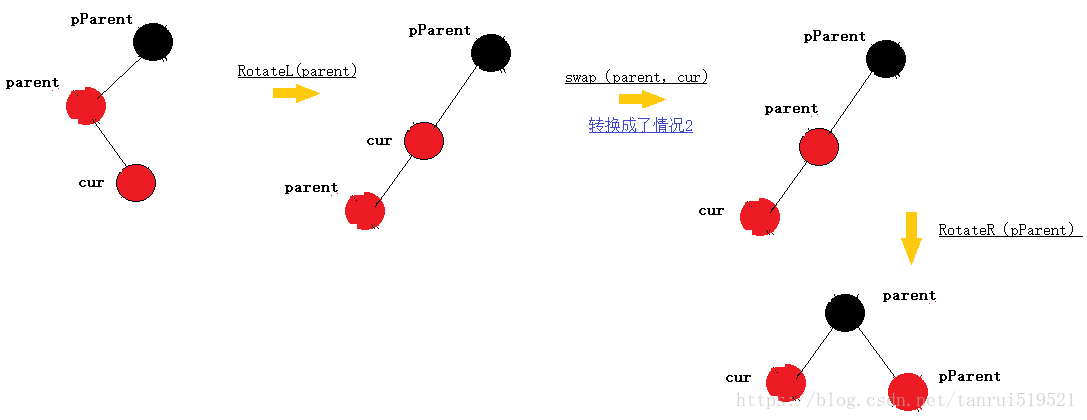 pParent
parent
cur
RotateL(parent)
pParent
cur
parent
swap (parent, cur)
转换成了情况2
pParent
parent
cur
RotateR (pParent)
parent
cur
pParent
https://blog.csdn.net/tanrui519521